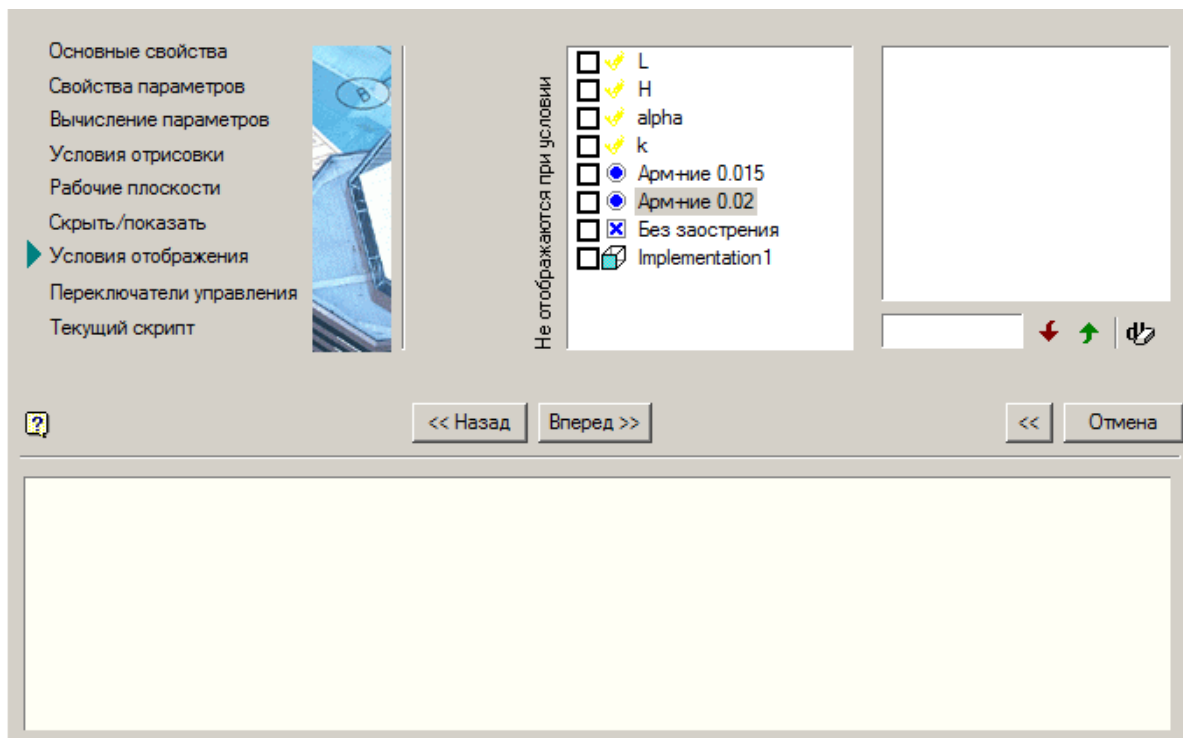 Основные свойства
Свойства параметров
Вычисление параметров
Условия отрисовки
Рабочие плоскости
Скрыть/показать
Условия отображения
Переключатели управления
Текущий скрипт
Не отображаются при условии
L
H
alpha
k
Арм-ние 0.015
Арм-ние 0.02
Без заострения
Implementation1
<< Назад
Вперед >>
<<
Отмена